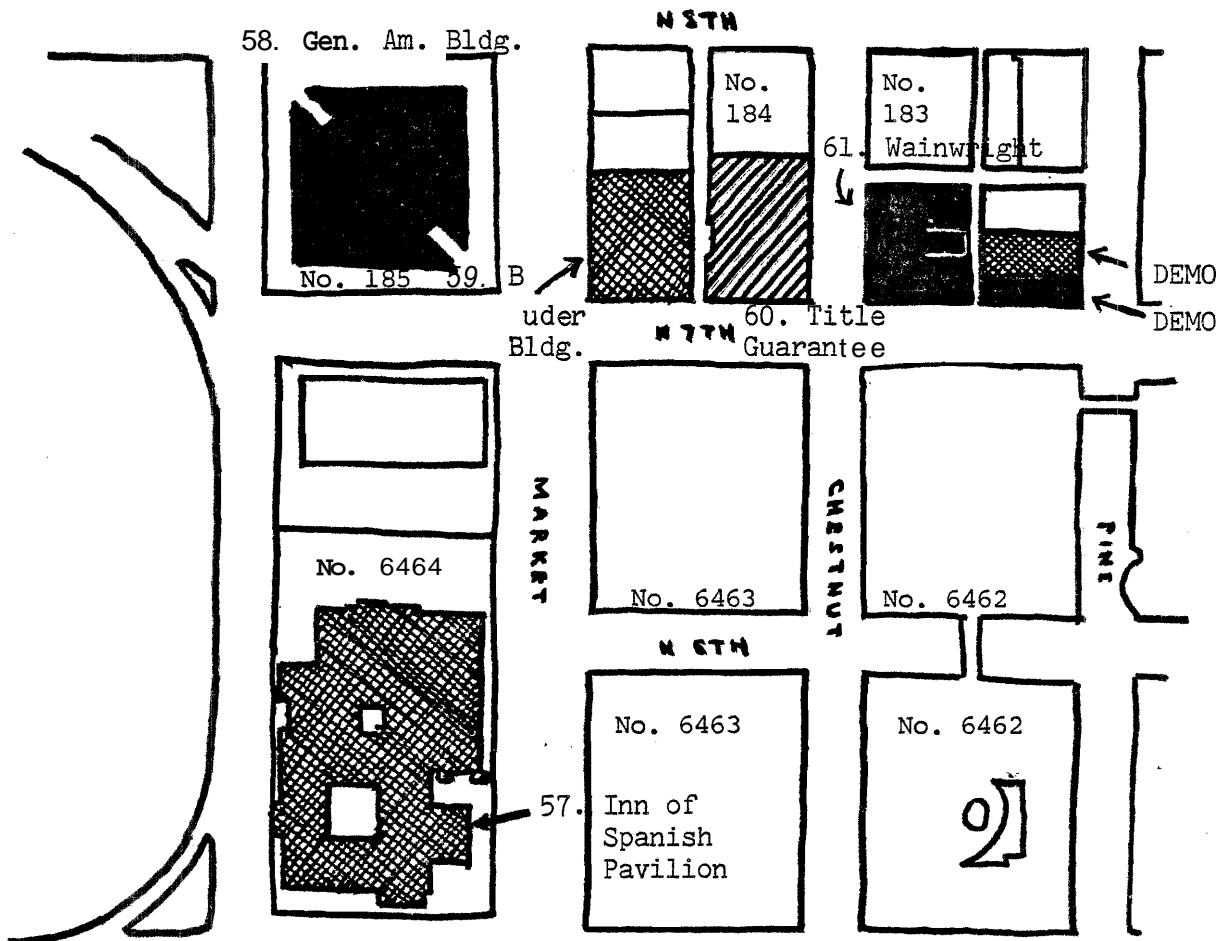 N 8TH
58. Gen. Am. Bldg.
No.
184
No.
183
61. Wainwright
No. 185 59. B
uder
Bldg.
DEMO
DEMO
60. Title
Guarantee
N 7TH
MARKET
CHESTNUT
PINE
No. 6464
No. 6463
No. 6462
N 6TH
No. 6463
No. 6462
57. Inn of
Spanish
Pavilion